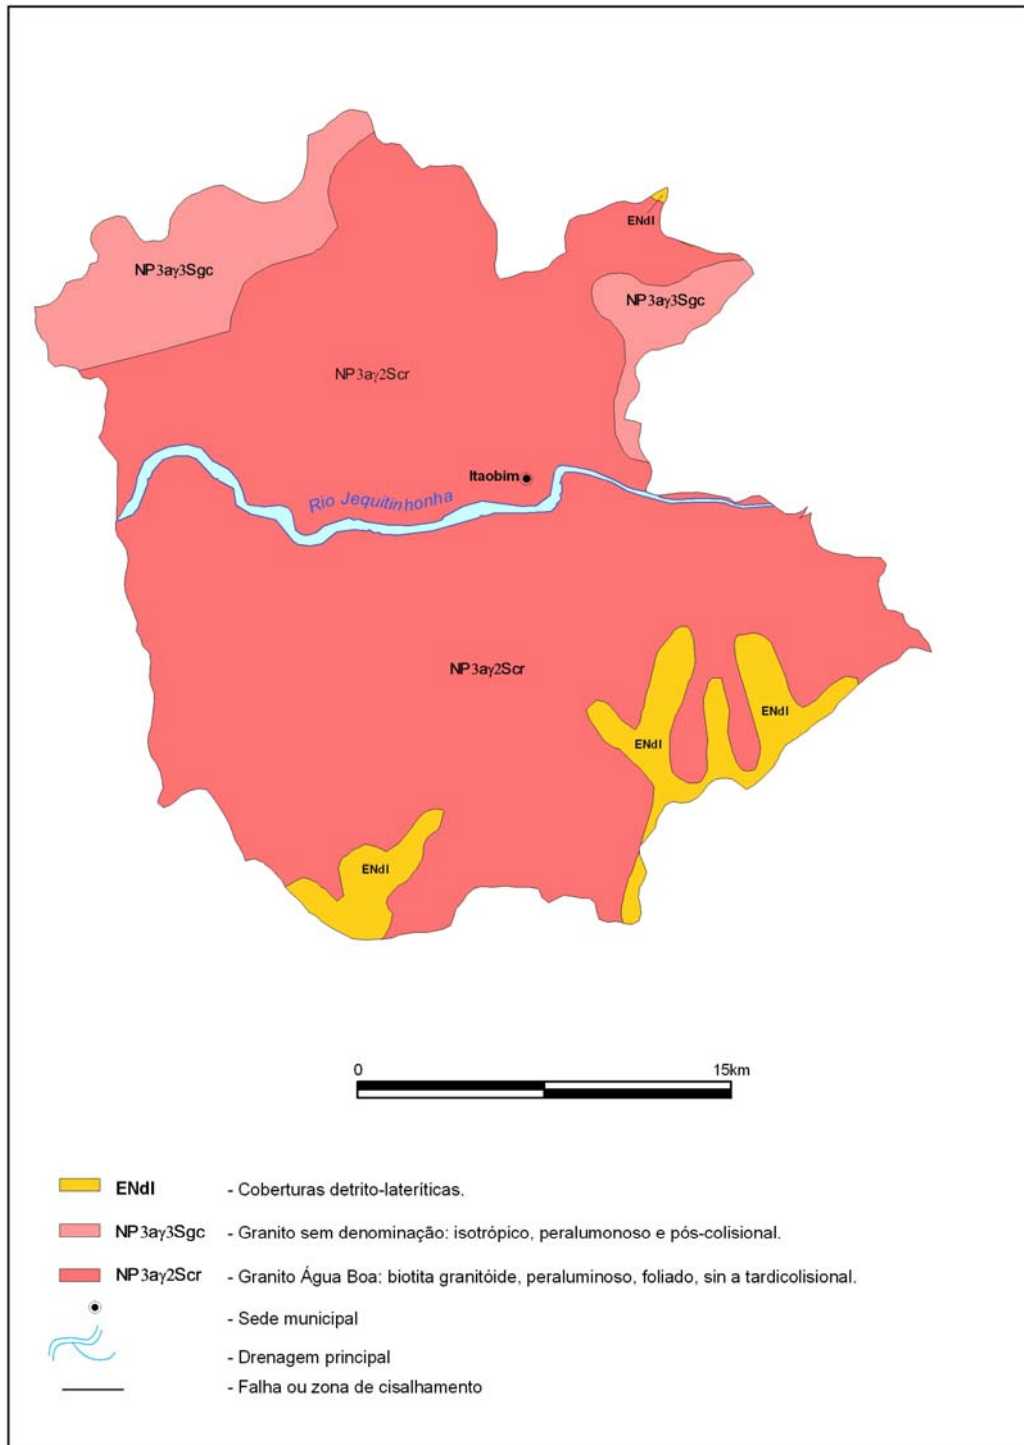 ENdl
NP3aγ3Sgc
NP3aγ3Sgc
NP3aγ2Scr
Itaobim
Rio Jequitinhonha
NP3aγ2Scr
ENdl
ENdl
ENdl
0 15km
ENdl - Coberturas detrito-lateríticas.
NP3aγ3Sgc - Granito sem denominação: isotrópico, peralumonoso e pós-colisional.
NP3aγ2Scr - Granito Água Boa: biotita granitóide, peraluminoso, foliado, sin a tardicolisional.
- Sede municipal
- Drenagem principal
- Falha ou zona de cisalhamento